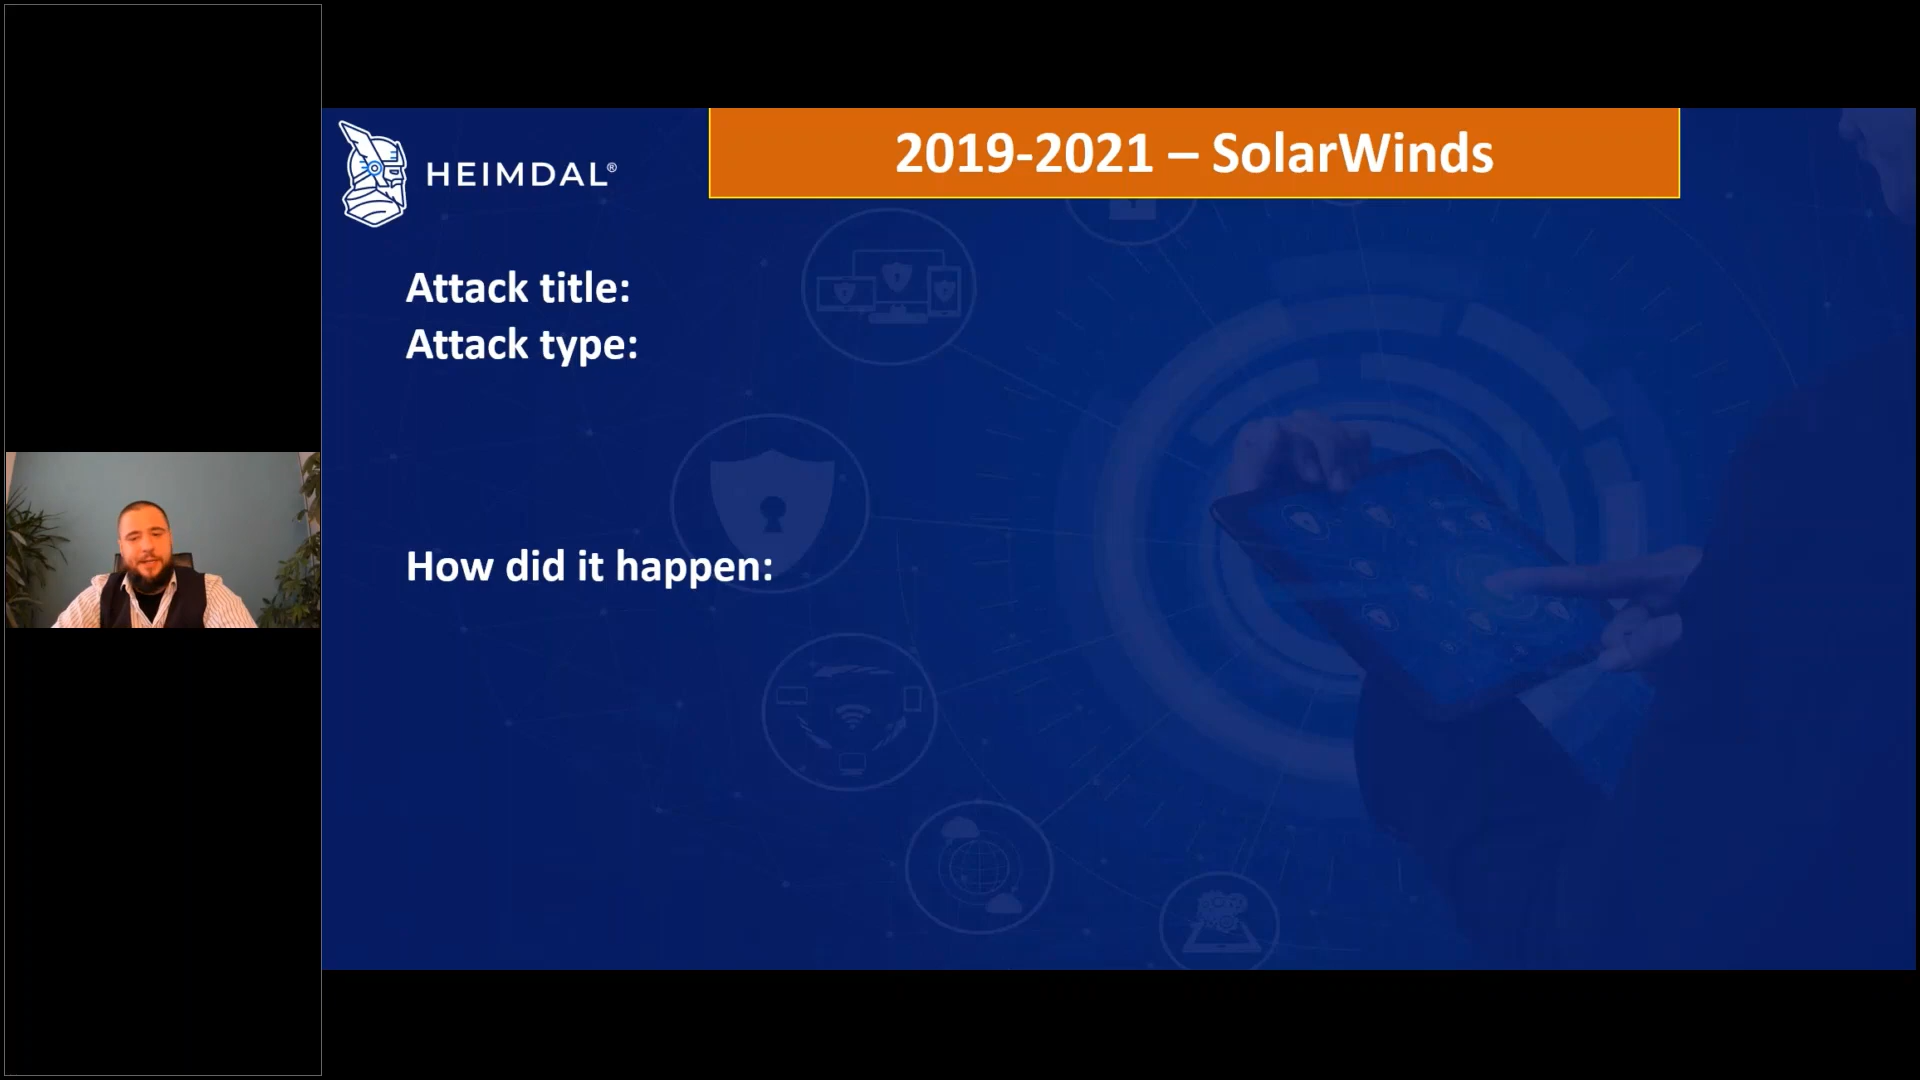 HEIMDAL®
2019-2021 – SolarWinds
Attack title:
Attack type:
How did it happen: